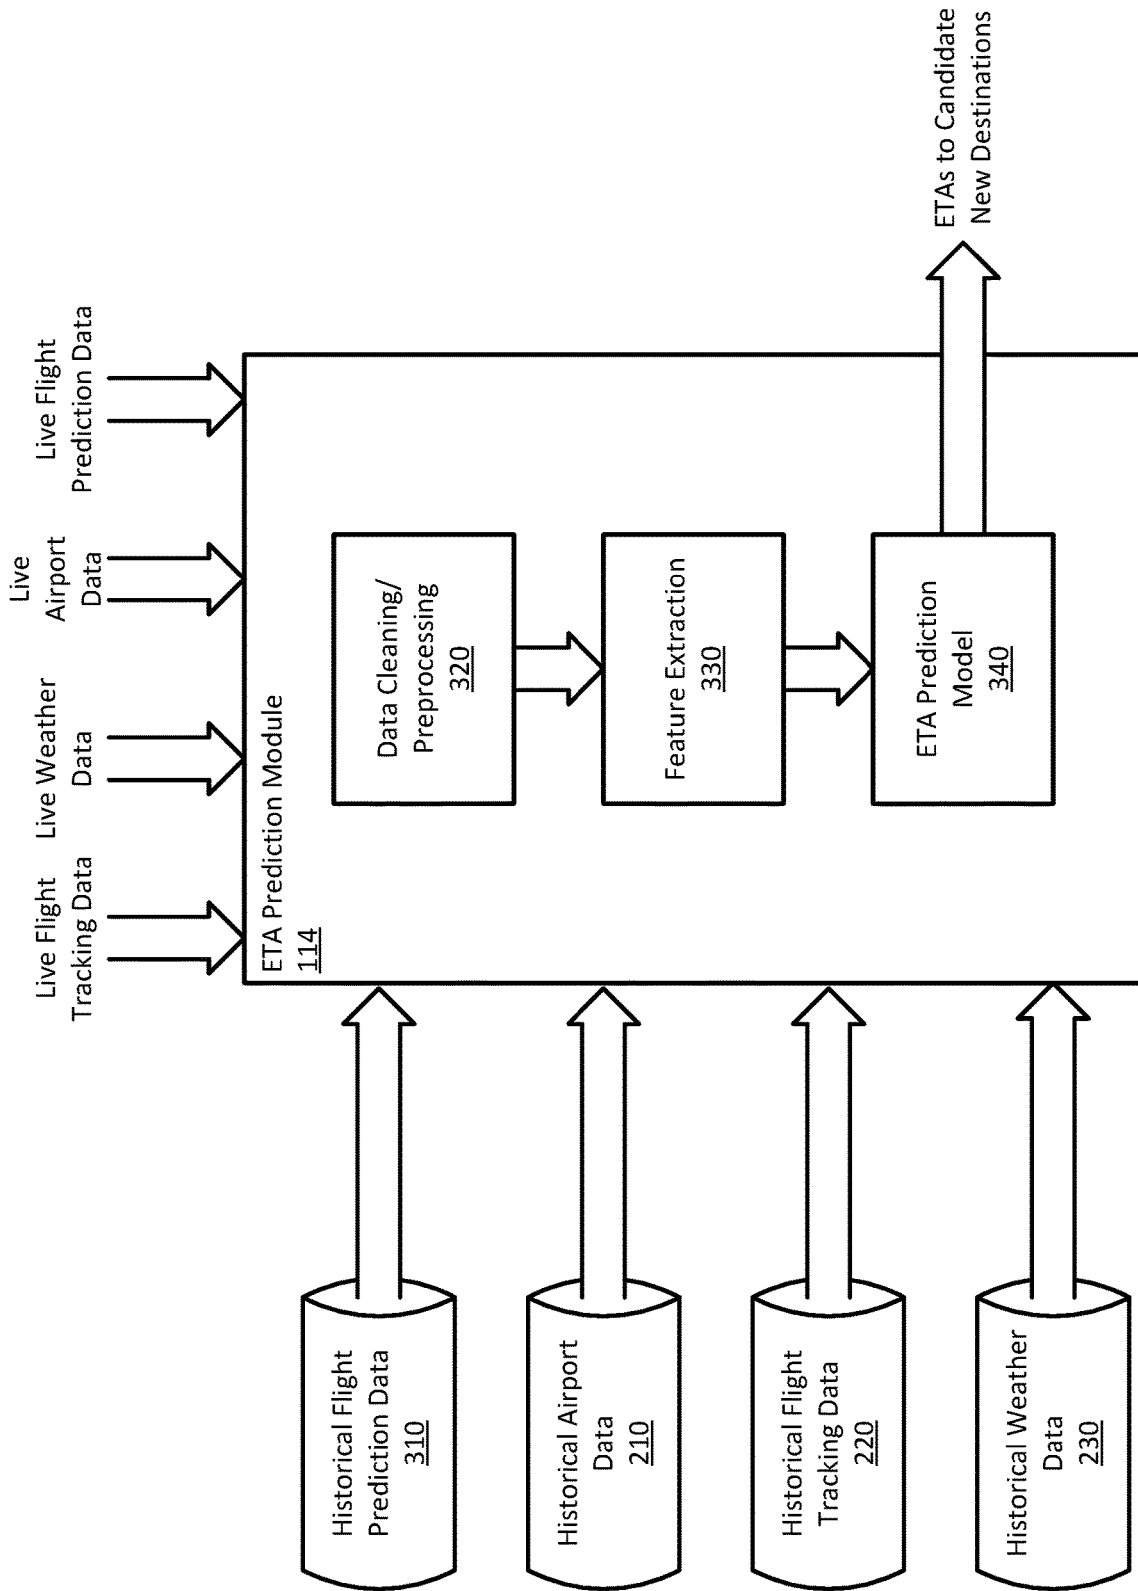 Live Flight
Tracking Data
Live Weather
Data
Live
Airport
Data
Live Flight
Prediction Data
Historical Flight
Prediction Data
310
Historical Airport
Data
210
Historical Flight
Tracking Data
220
Historical Weather
Data
230
ETA Prediction Module
114
Data Cleaning/
Preprocessing
320
Feature Extraction
330
ETA Prediction
Model
340
ETAs to Candidate
New Destinations